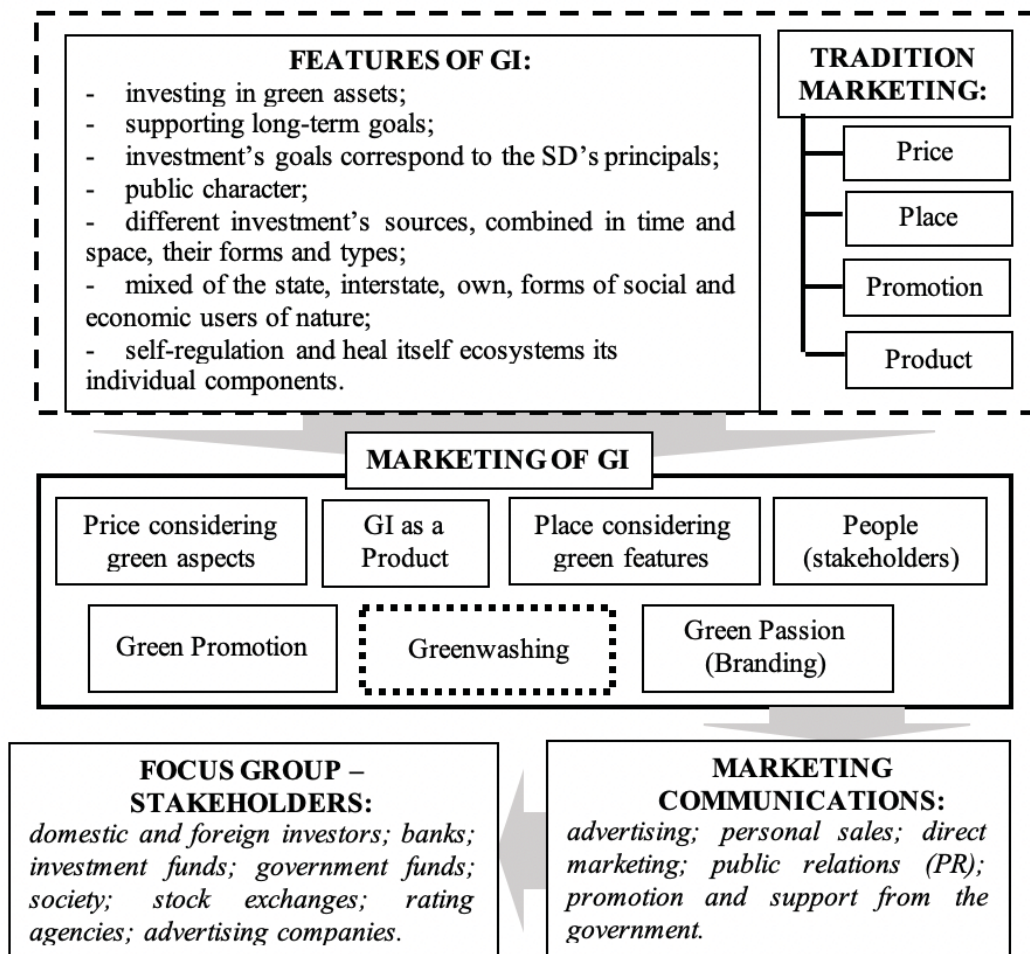 FEATURES OF GI:
- investing in green assets;
- supporting long-term goals;
- investment's goals correspond to the SD's principals;
- public character;
- different investment's sources, combined in time and
space, their forms and types;
- mixed of the state, interstate, own, forms of social and
economic users of nature;
- self-regulation and heal itself ecosystems its
individual components.
TRADITION
MARKETING:
Price
Place
Promotion
Product
MARKETING OF GI
Price considering
green aspects
GI as a
Product
Place considering
green features
People
(stakeholders)
Green Promotion
Greenwashing
Green Passion
(Branding)
FOCUS GROUP –
STAKEHOLDERS:
domestic and foreign investors; banks;
investment funds; government funds;
society; stock exchanges; rating
agencies; advertising companies.
MARKETING
COMMUNICATIONS:
advertising; personal sales; direct
marketing; public relations (PR);
promotion and support from the
government.